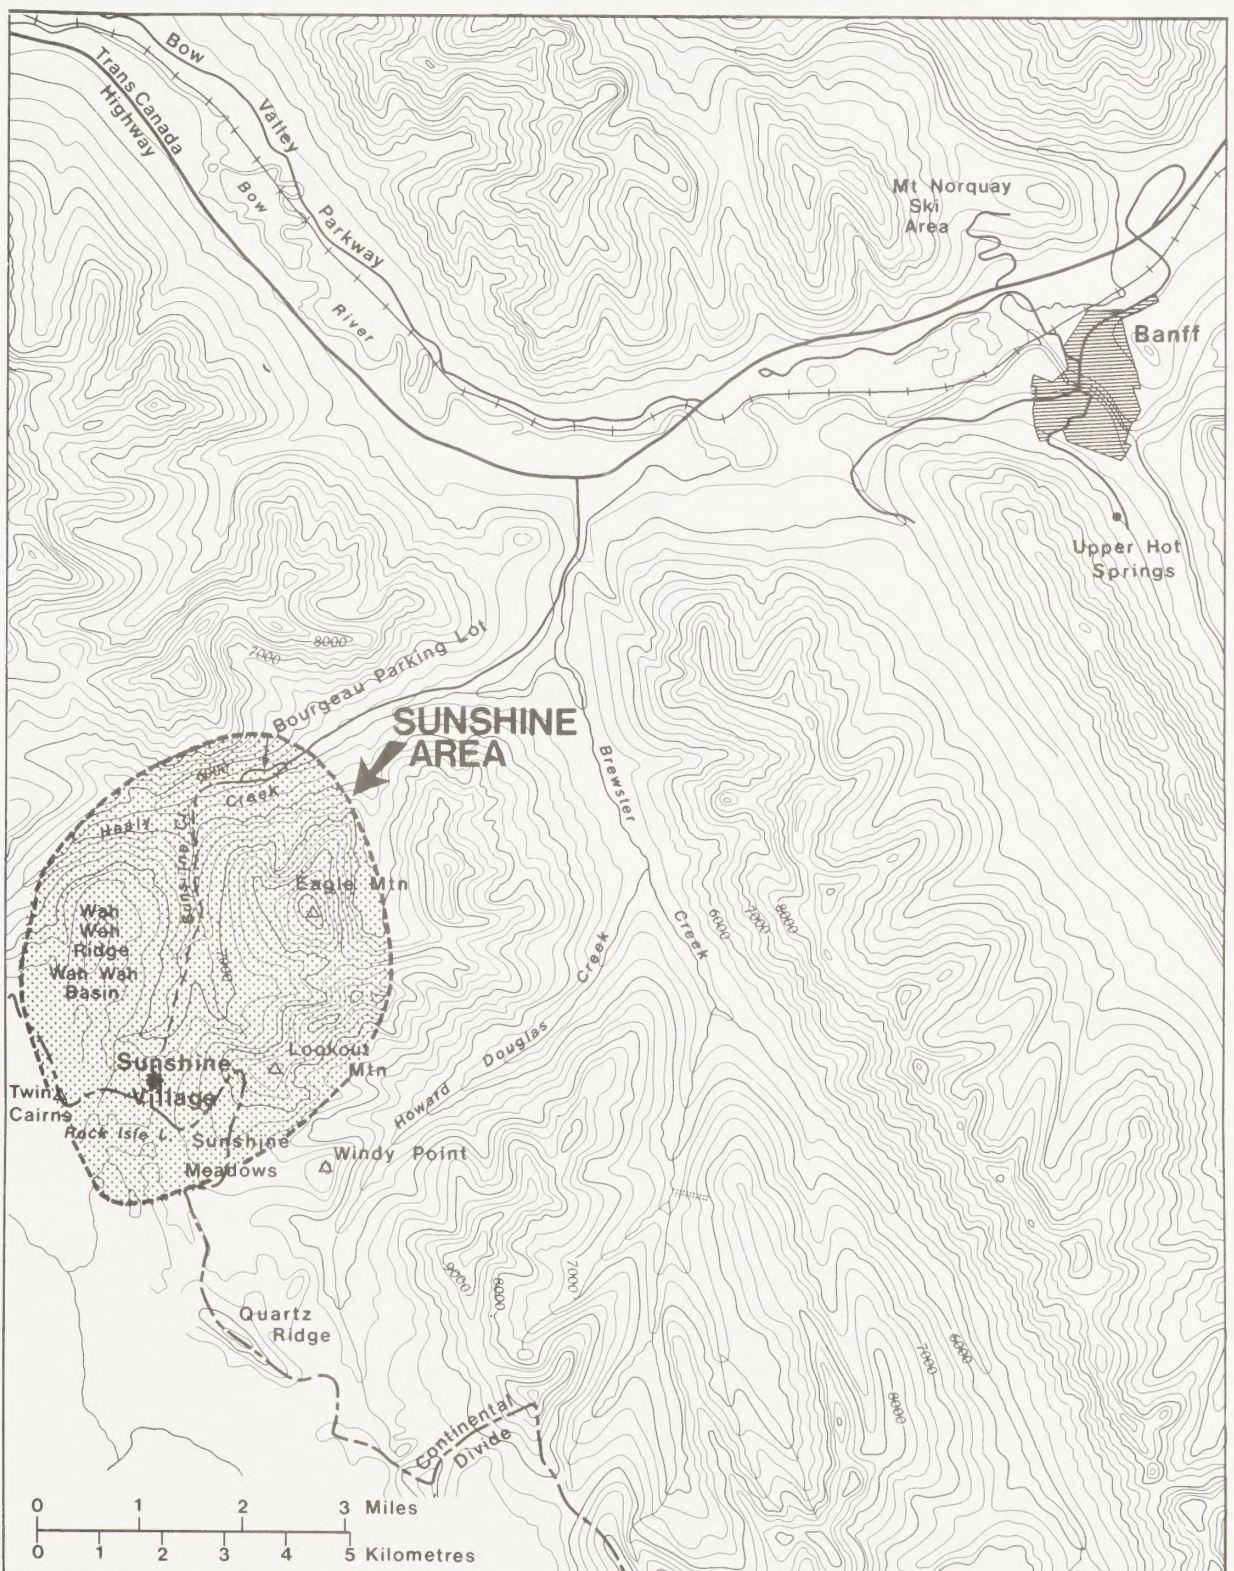 Bow
Valley
Parkway
Trans Canada
Highway
Bow
River
Mt Norquay
Ski
Area
Banff
Upper Hot
Springs
8000
7000
Bourgeau Parking Lot
SUNSHINE
AREA
6000
Creek
Healy
Brewster
Creek
Eagle Mtn
Wah
Wah
Ridge
Wah Wah
Basin
7000
6000
7000
8000
Creek
Douglas
Howard
Lookout
Mtn
Sunshine
Village
Twin
Cairns
Rock Isle L.
Sunshine
Meadows
Windy Point
9000
8000
7000
Quartz
Ridge
6000
7000
8000
Continental
Divide
0 1 2 3 Miles
0 1 2 3 4 5 Kilometres